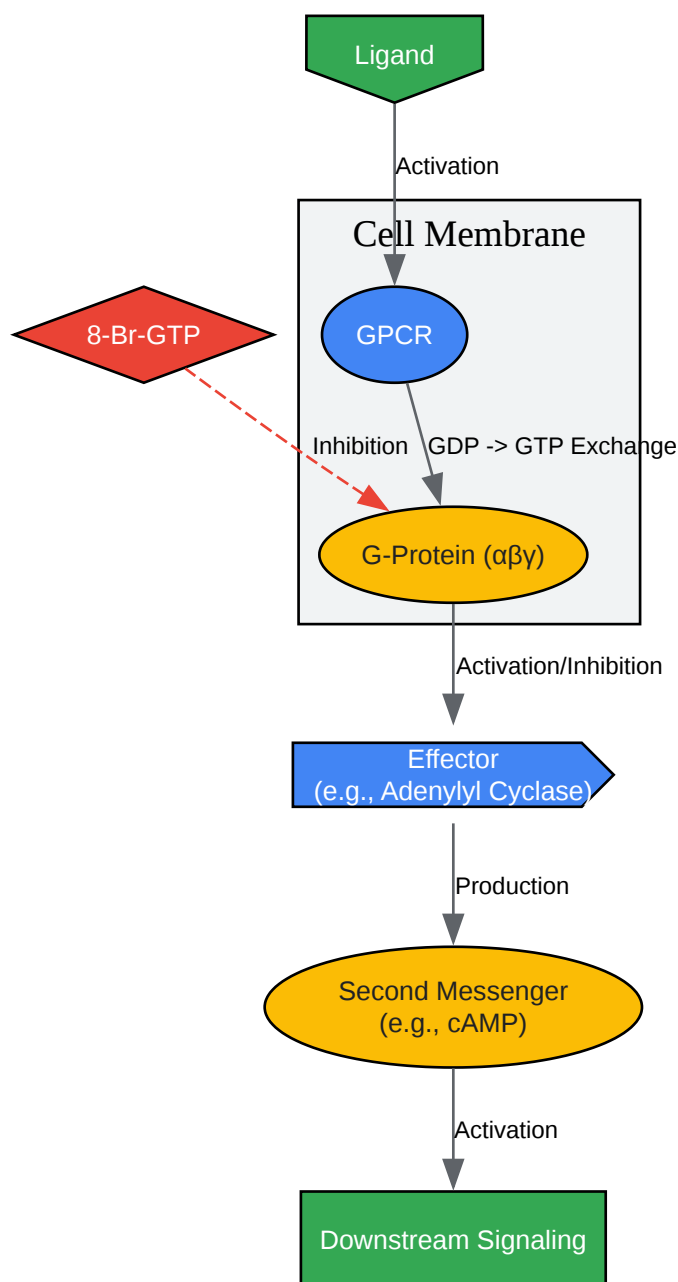 Ligand
Activation
Cell Membrane
8-Br-GTP
GPCR
Inhibition
GDP -> GTP Exchange
G-Protein (αβγ)
Activation/Inhibition
Effector
(e.g., Adenylyl Cyclase)
Production
Second Messenger
(e.g., cAMP)
Activation
Downstream Signaling